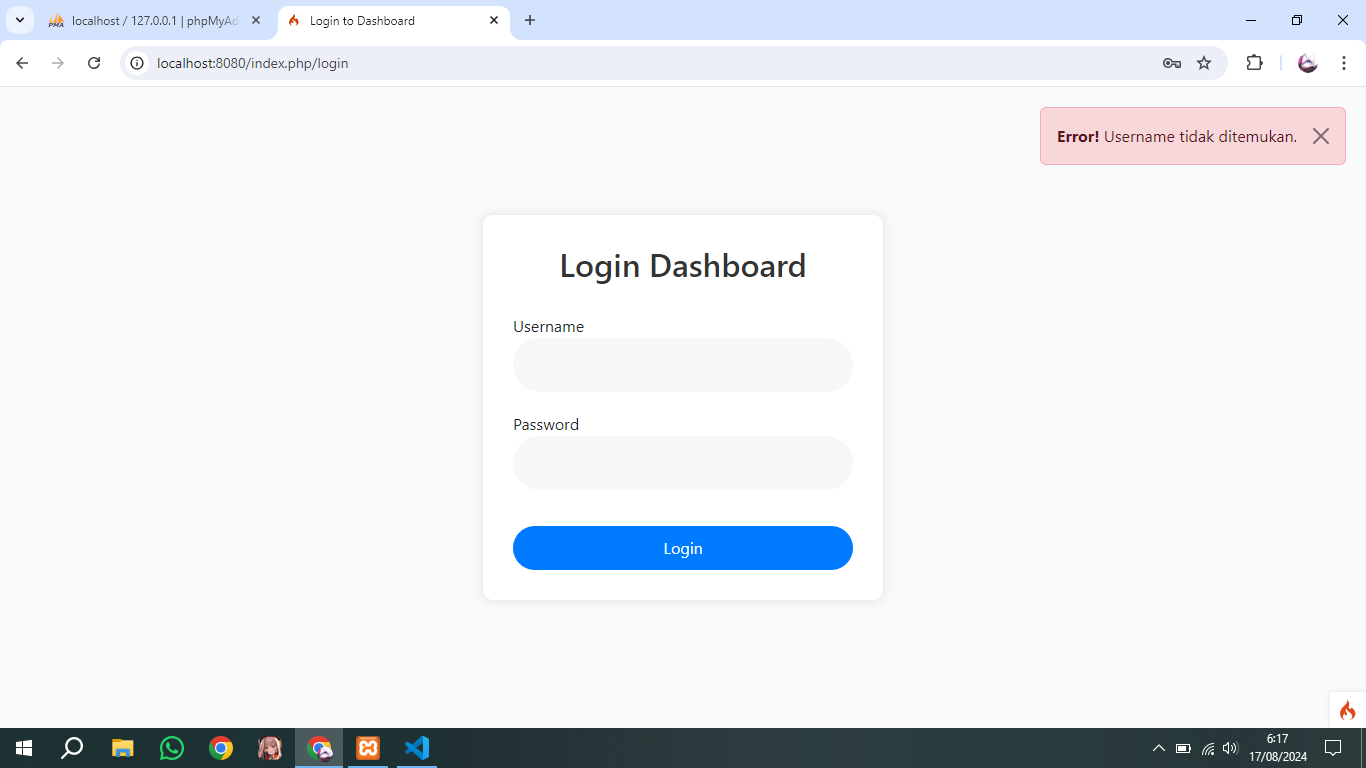 localhost / 127.0.0.1 | phpMyAd
Login to Dashboard
localhost:8080/index.php/login
Error! Username tidak ditemukan.
Login Dashboard
Username
Password
Login
6:17
17/08/2024